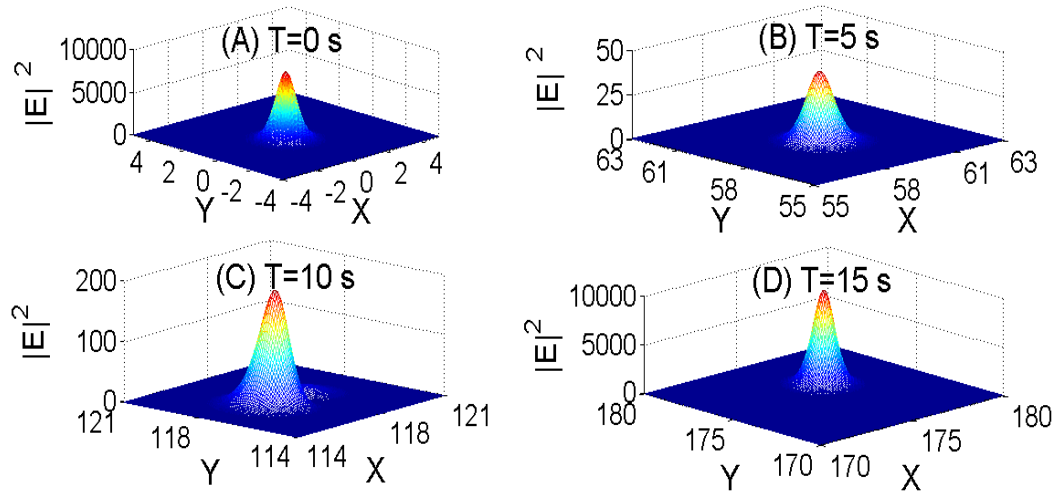 (A) T=0 s
|E|²
10000
5000
0
4 2 0 -2 -4
-4 -2 0 2 4
Y
X
(B) T=5 s
|E|²
50
25
0
63 61 58 55
55 58 61 63
Y
X
(C) T=10 s
|E|²
200
100
0
121 118 114
114 118 121
Y
X
(D) T=15 s
|E|²
10000
5000
0
180 175 170
170 175 180
Y
X